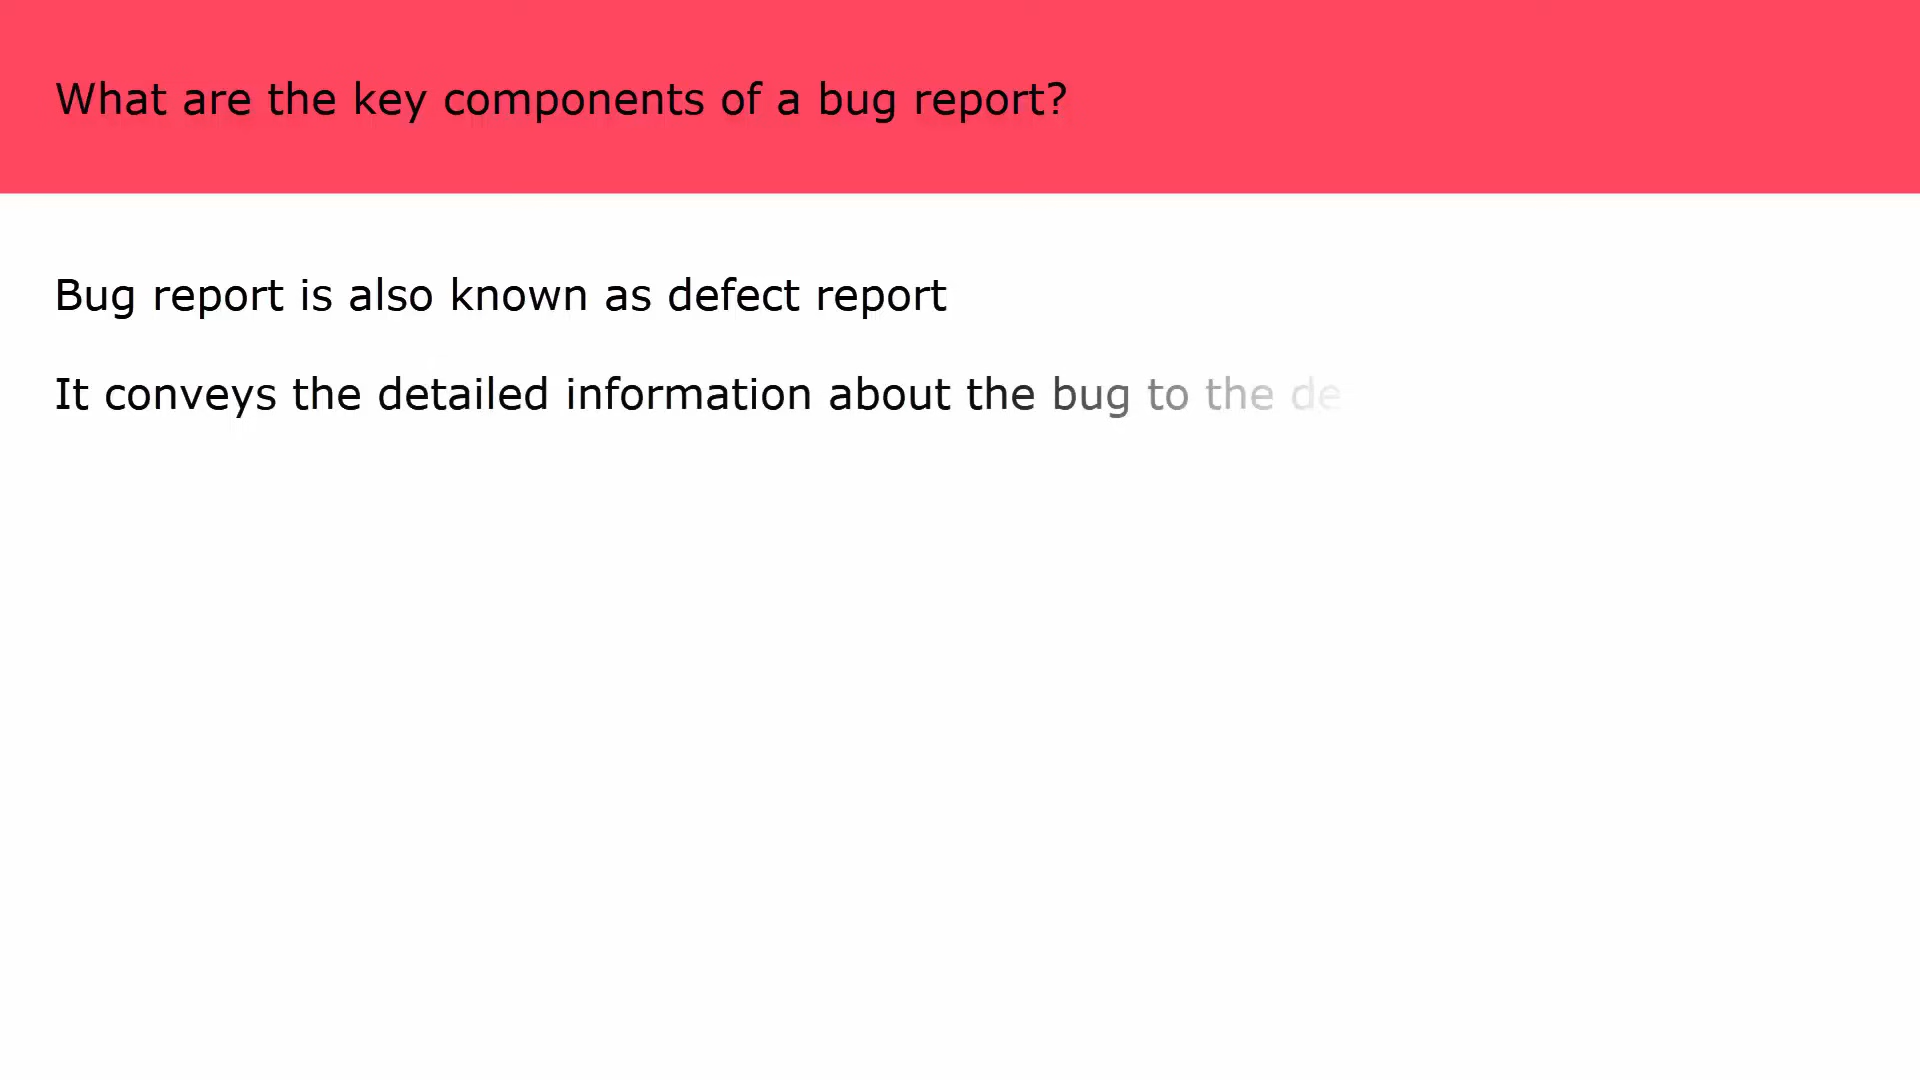 What are the key components of a bug report?
Bug report is also known as defect report
It conveys the detailed information about the bug to the de